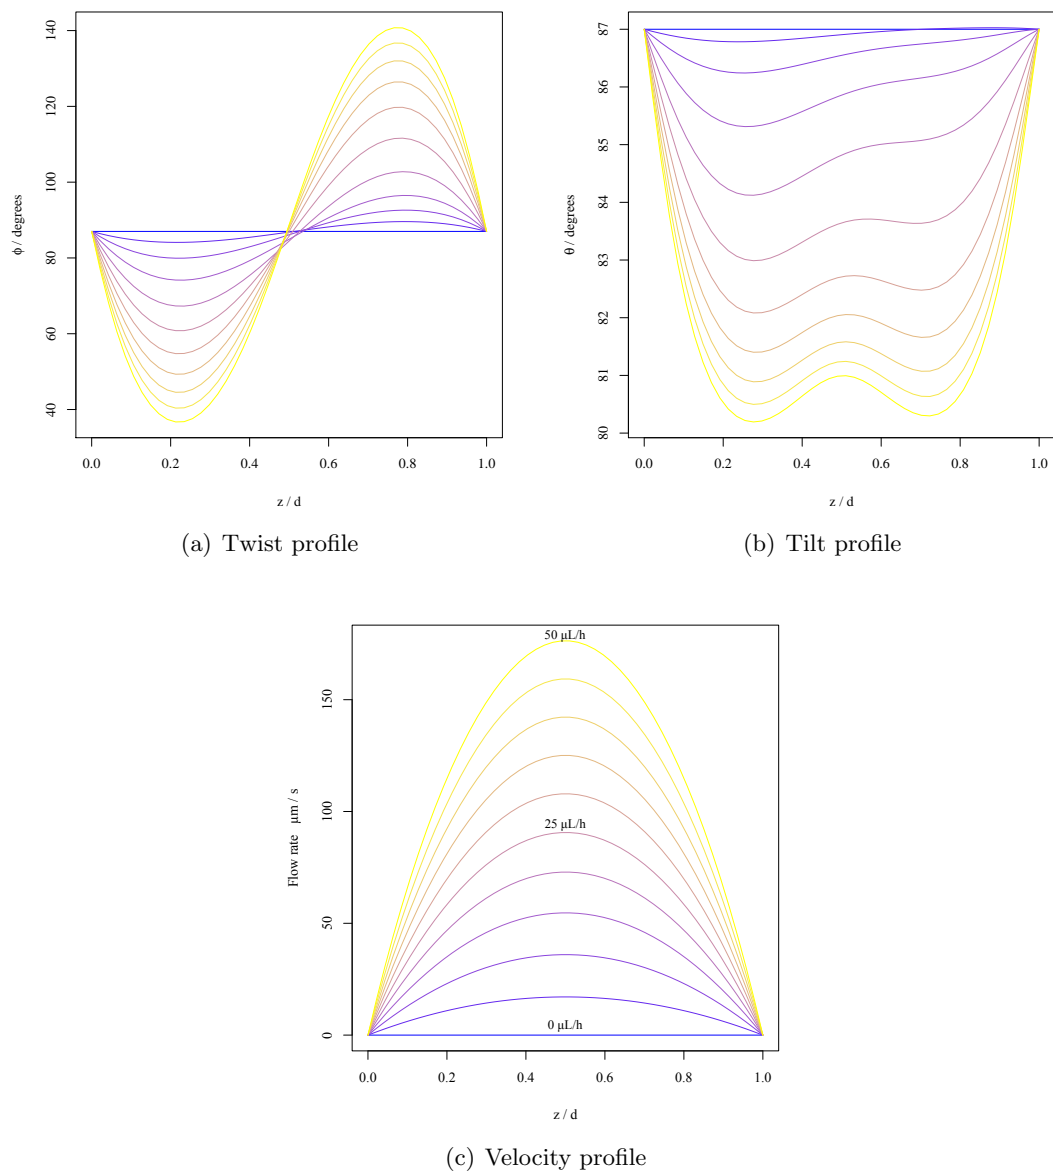 140
120
100
80
60
40
ϕ / degrees
0.0 0.2 0.4 0.6 0.8 1.0
z / d
(a) Twist profile
87
86
85
84
83
82
81
80
θ / degrees
0.0 0.2 0.4 0.6 0.8 1.0
z / d
(b) Tilt profile
50 μL/h
25 μL/h
0 μL/h
150
100
50
0
Flow rate μm / s
0.0 0.2 0.4 0.6 0.8 1.0
z / d
(c) Velocity profile